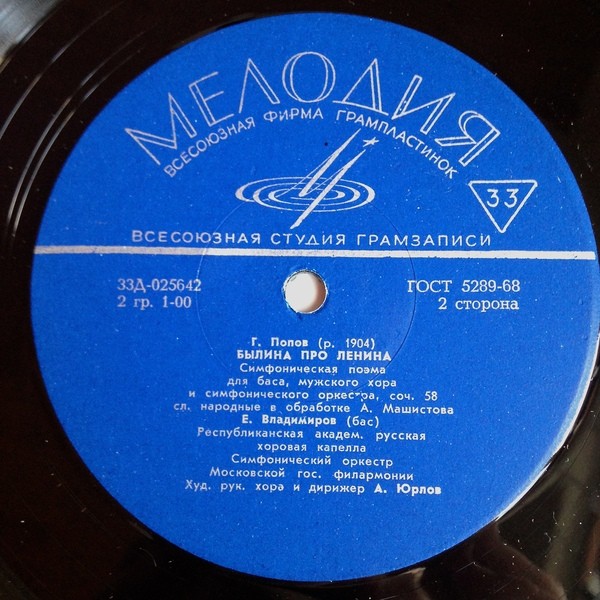 МЕЛОДИЯ
ВСЕСОЮЗНАЯ ФИРМА ГРАМПЛАСТИНОК
33
ВСЕСОЮЗНАЯ СТУДИЯ ГРАМЗАПИСИ
33Д-025642
2 гр. 1-00
ГОСТ 5289-68
2 сторона
Г. Попов (р. 1904)
БЫЛИНА ПРО ЛЕНИНА
Симфоническая поэма
для баса, мужского хора
и симфонического оркестра, соч. 58
сл. народные в обработке А. Машистова
Е. Владимиров (бас)
Республиканская академ. русская
хоровая капелла
Симфонический оркестр
Московской гос. филармонии
Худ. рук. хора и дирижер А. Юрлов